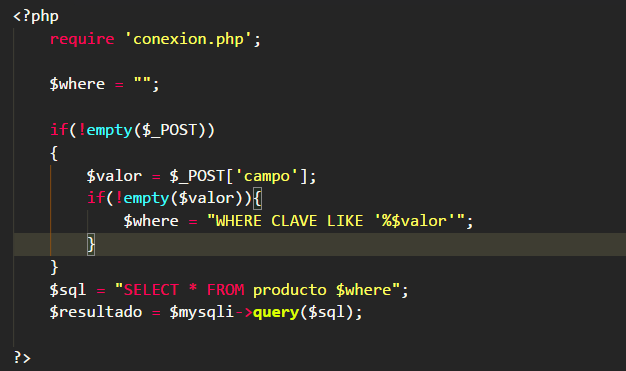 <?php
require 'conexion.php';
$where = "";
if(!empty($_POST))
{
$valor = $_POST['campo'];
if(!empty($valor)){
$where = "WHERE CLAVE LIKE '%$valor'";
}
}
$sql = "SELECT * FROM producto $where";
$resultado = $mysqli->query($sql);
?>